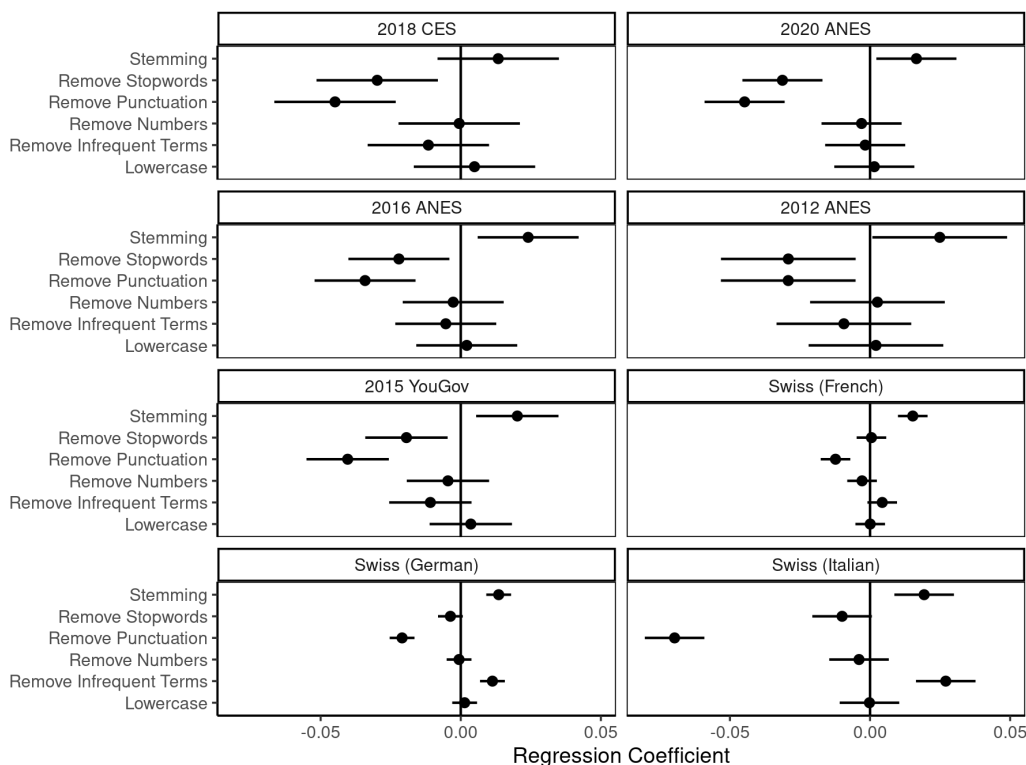 2018 CES
2020 ANES
Stemming
Remove Stopwords
Remove Punctuation
Remove Numbers
Remove Infrequent Terms
Lowercase
2016 ANES
2012 ANES
Stemming
Remove Stopwords
Remove Punctuation
Remove Numbers
Remove Infrequent Terms
Lowercase
2015 YouGov
Swiss (French)
Stemming
Remove Stopwords
Remove Punctuation
Remove Numbers
Remove Infrequent Terms
Lowercase
Swiss (German)
Swiss (Italian)
Stemming
Remove Stopwords
Remove Punctuation
Remove Numbers
Remove Infrequent Terms
Lowercase
-0.05 0.00 0.05 -0.05 0.00 0.05
Regression Coefficient